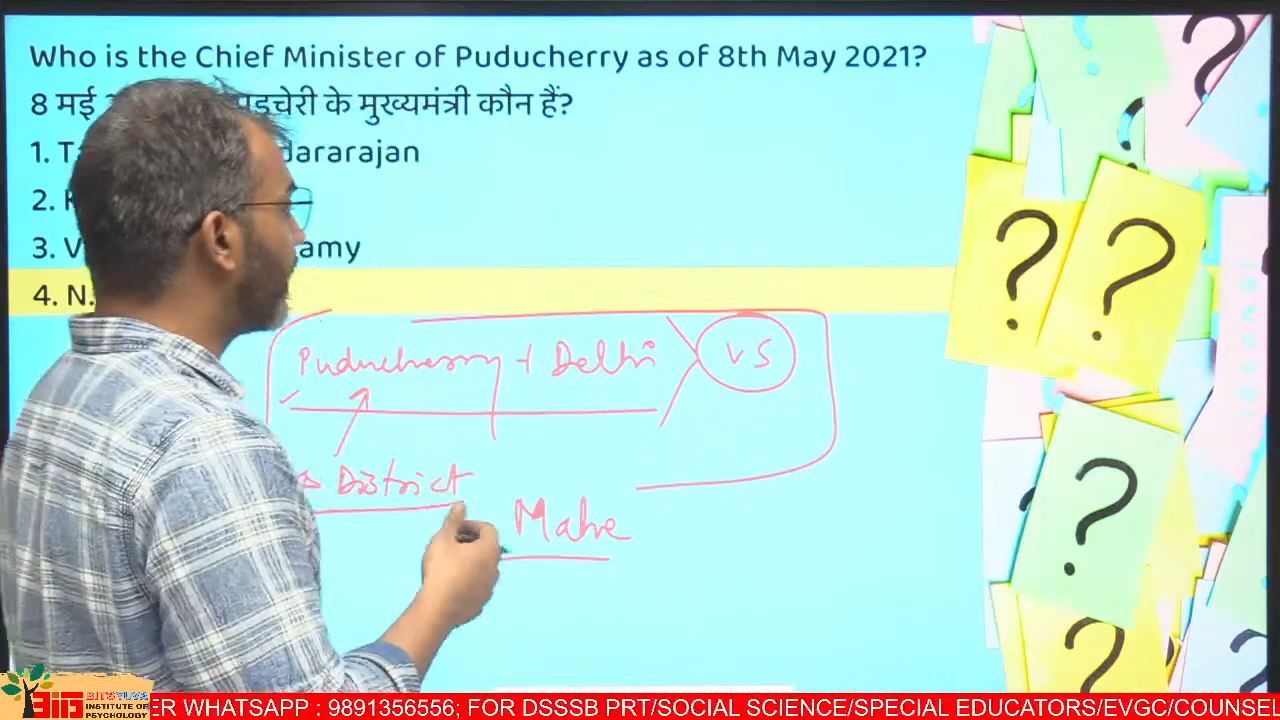 Who is the Chief Minister of Puducherry as of 8th May 2021?
8 मई के मुख्यमंत्री कौन हैं?
1.
2.
3.
4. N.
Puducherry + Delhi
VS
District
Mahe
BITS YUVA
INSTITUTE OF
PSYCHOLOGY
ER WHATSAPP : 9891356556; FOR DSSSB PRT/SOCIAL SCIENCE/SPECIAL EDUCATORS/EVGC/COUNSEL